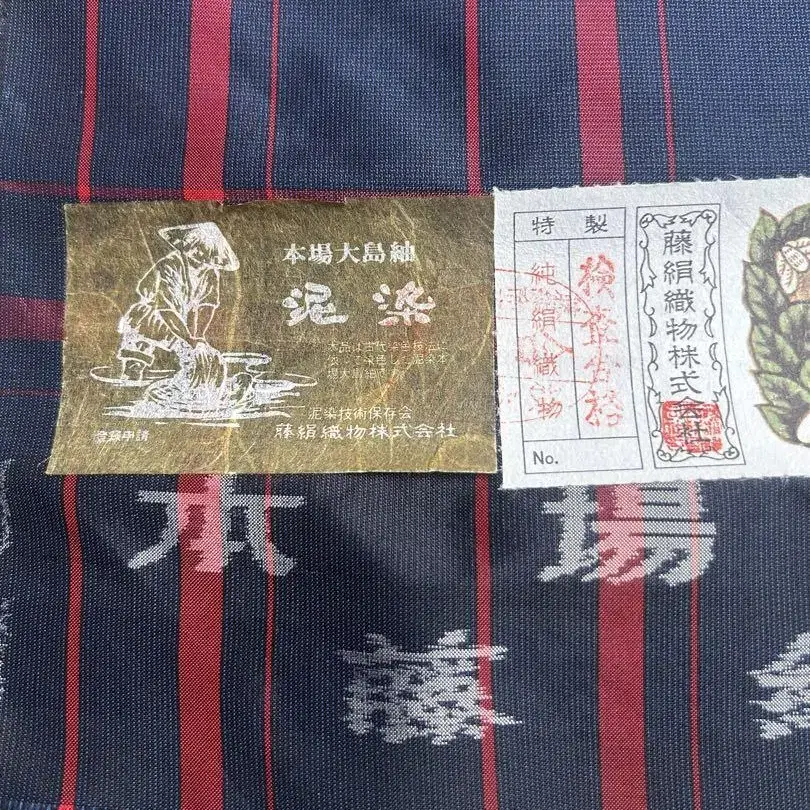 本場大島紬
泥染
泥染技術保存会
藤絹織物株式会社
意匠申請
特製
純絹織物
検査合格
No.
藤絹織物株式会社
本場
藤